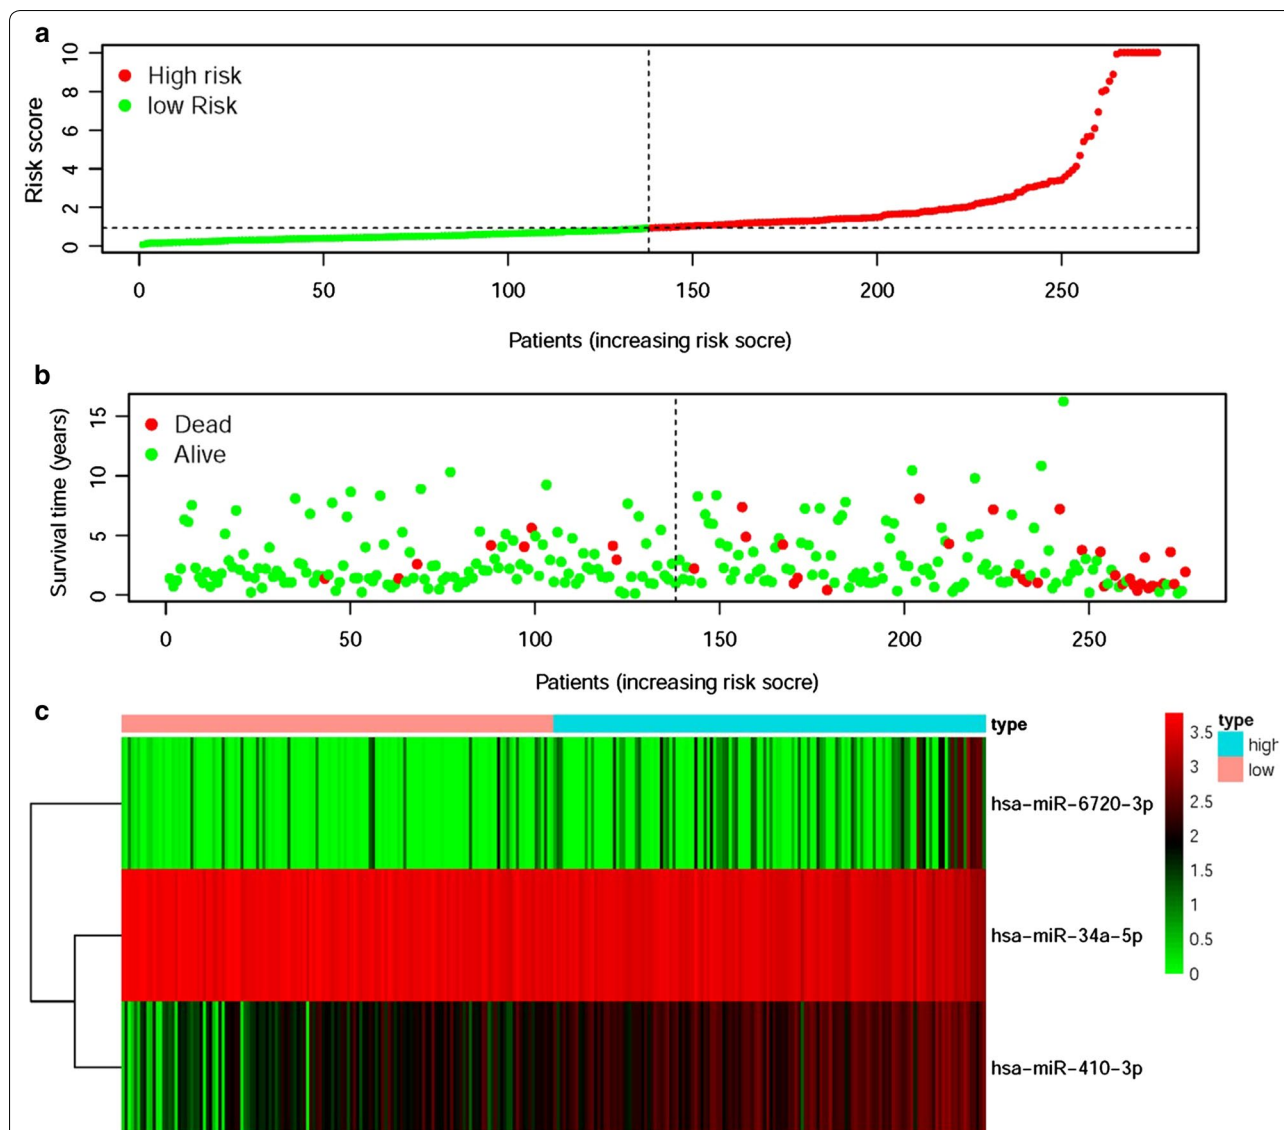 a
Risk score
10
8
6
4
2
0
High risk
low Risk
0 50 100 150 200 250
Patients (increasing risk socre)
b
Survival time (years)
15
10
5
0
Dead
Alive
0 50 100 150 200 250
Patients (increasing risk socre)
c
type
hsa-miR-6720-3p
hsa-miR-34a-5p
hsa-miR-410-3p
3.5
3
2.5
2
1.5
1
0.5
0
type
high
low